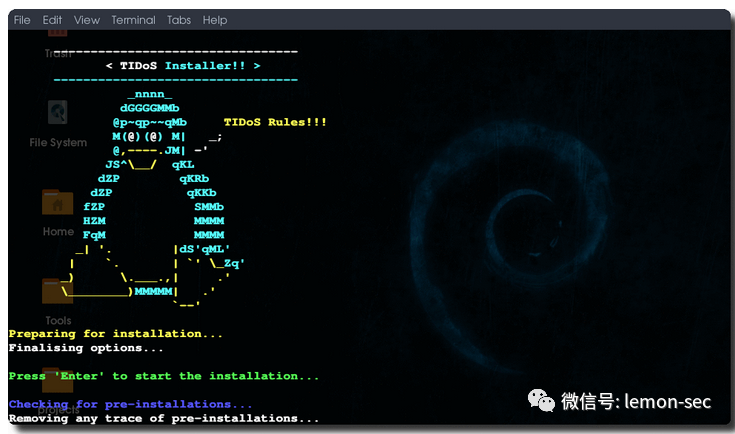 File Edit View Terminal Tabs Help
Trash
--------------------------------
< TIDoS Installer!! >
--------------------------------
_nnnn_
dGGGGMMb
@p~qp~~qMb TIDoS Rules!!!
M(@)(@) M| _;
@,----.JM| -'
JS^\__/ qKL
dZP qKRb
dZP qKKb
fZP SMMb
HZM MMMM
FqM MMMM
_| '. |dS'qML'
| `. | `' \_Zq'
_) \.___.,| .'
\________)MMMMM| .'
`--'
File System
Home
Tools
Preparing for installation...
Finalising options...
Press 'Enter' to start the installation...
Checking for pre-installations...
projects
Removing any trace of pre-installations...
微信号: lemon-sec